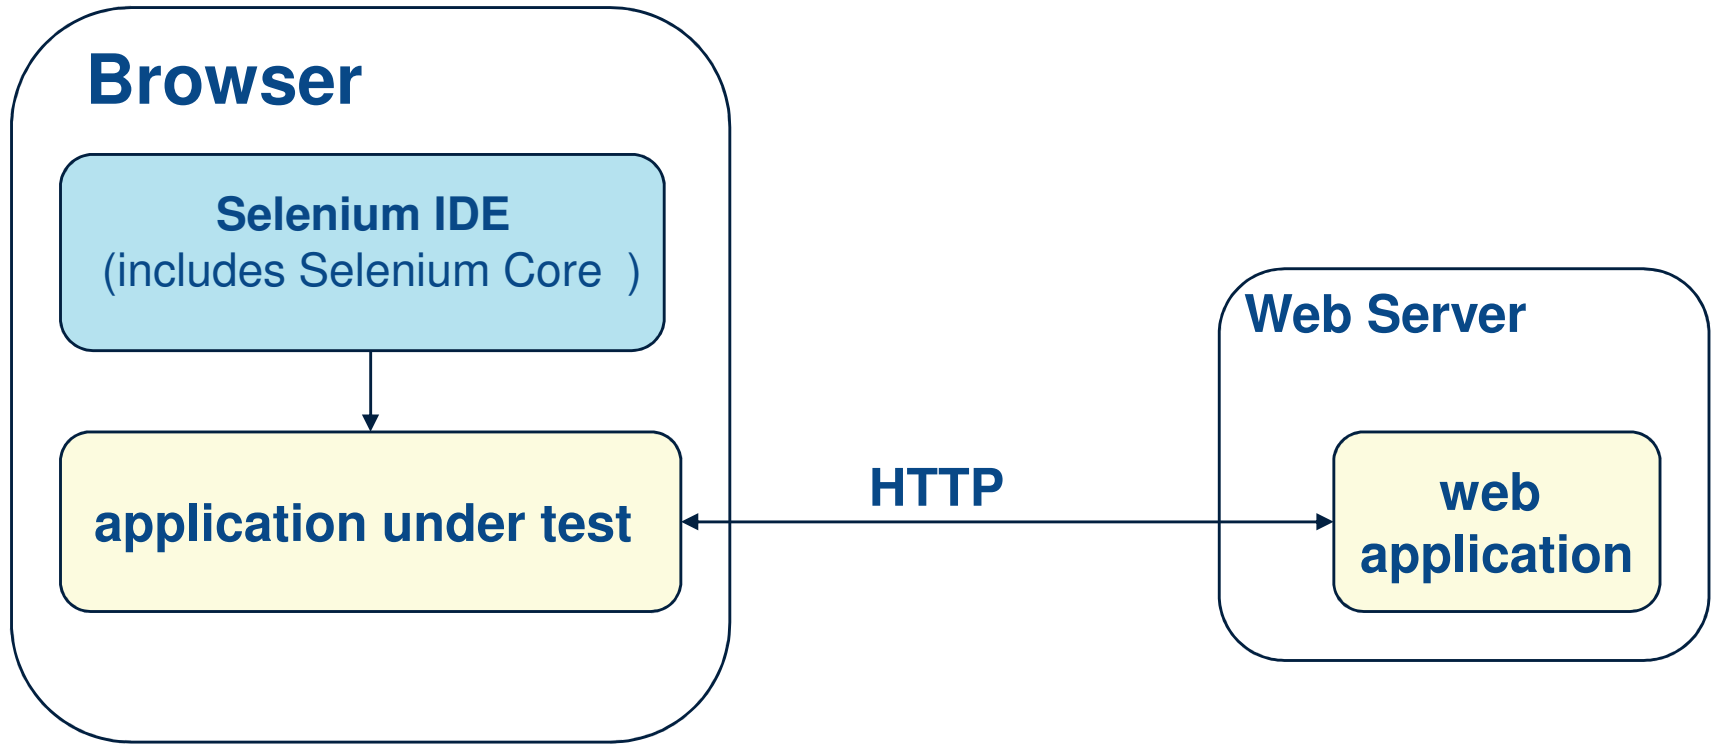 Browser
Selenium IDE
(includes Selenium Core )
application under test
HTTP
Web Server
web
application